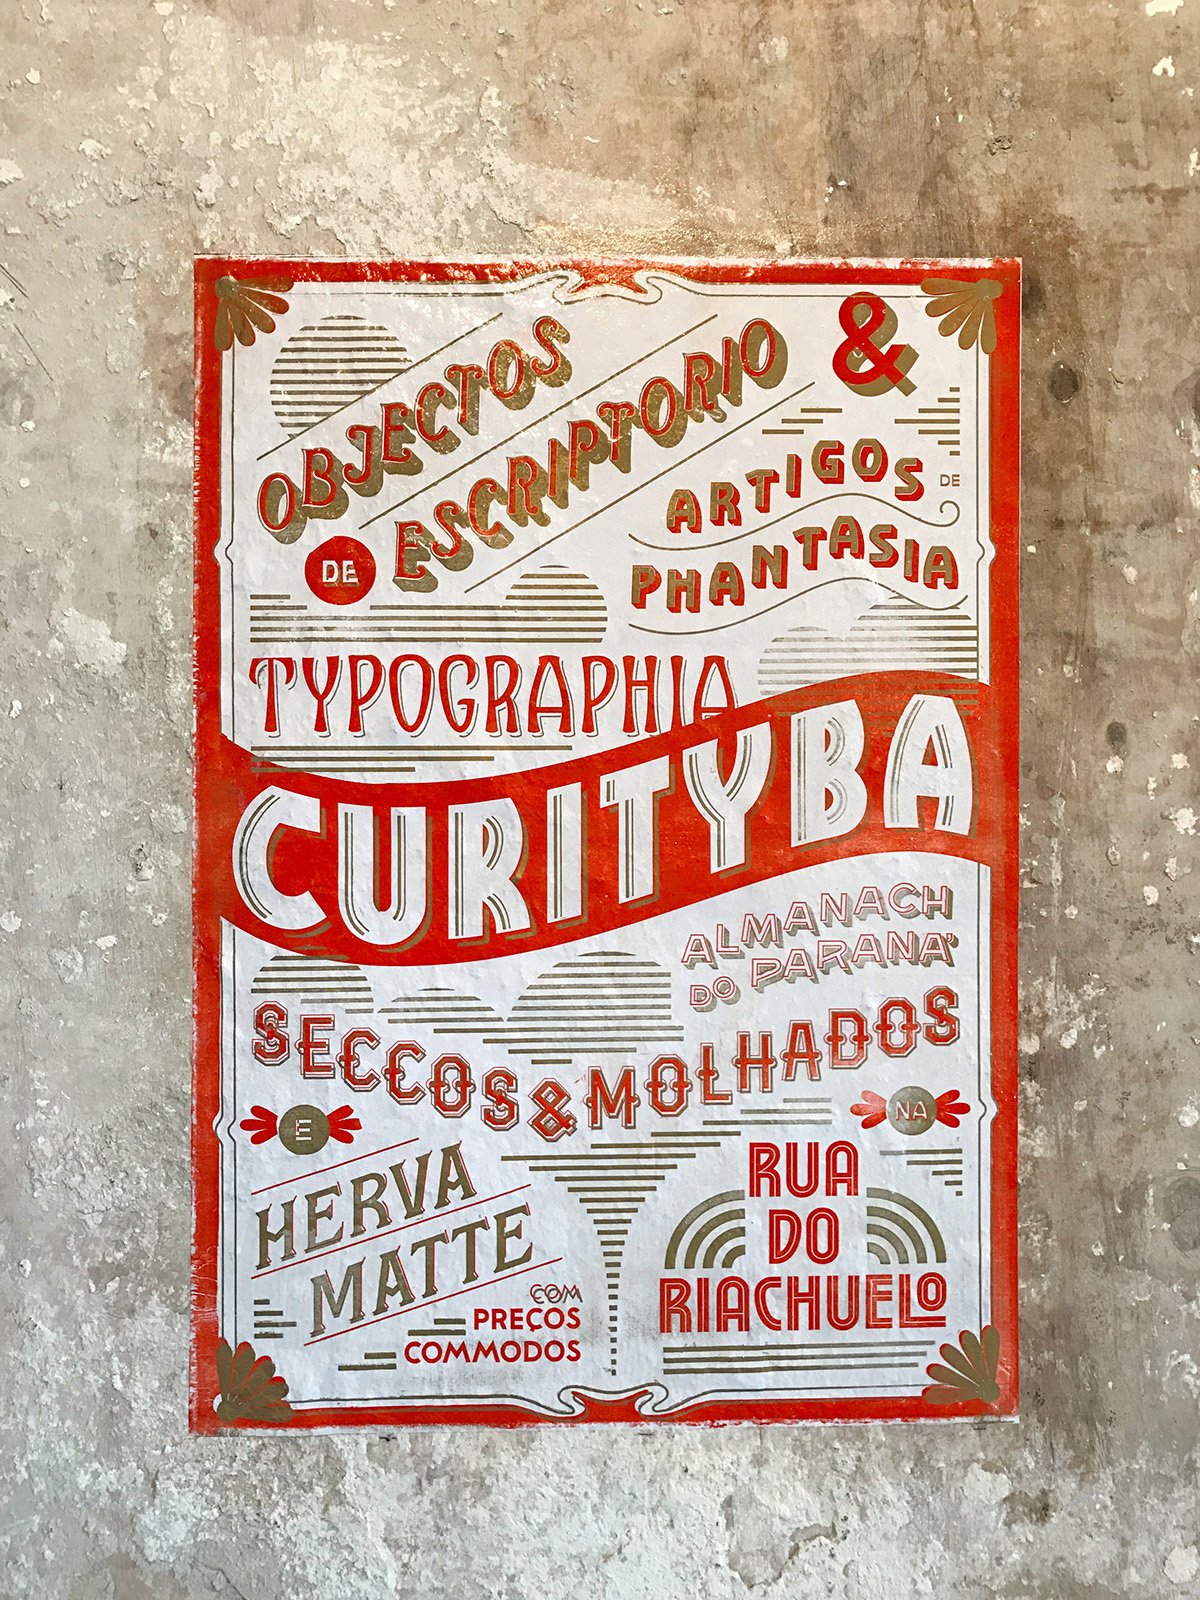 OBJECTOS
DE ESCRIPTORIO
&
ARTIGOS DE
PHANTASIA
TYPOGRAPHIA
CURITYBA
ALMANACH
DO PARANA'
SECCOS & MOLHADOS
E
HERVA
MATTE
COM
PREÇOS
COMMODOS
NA
RUA
DO
RIACHUELO